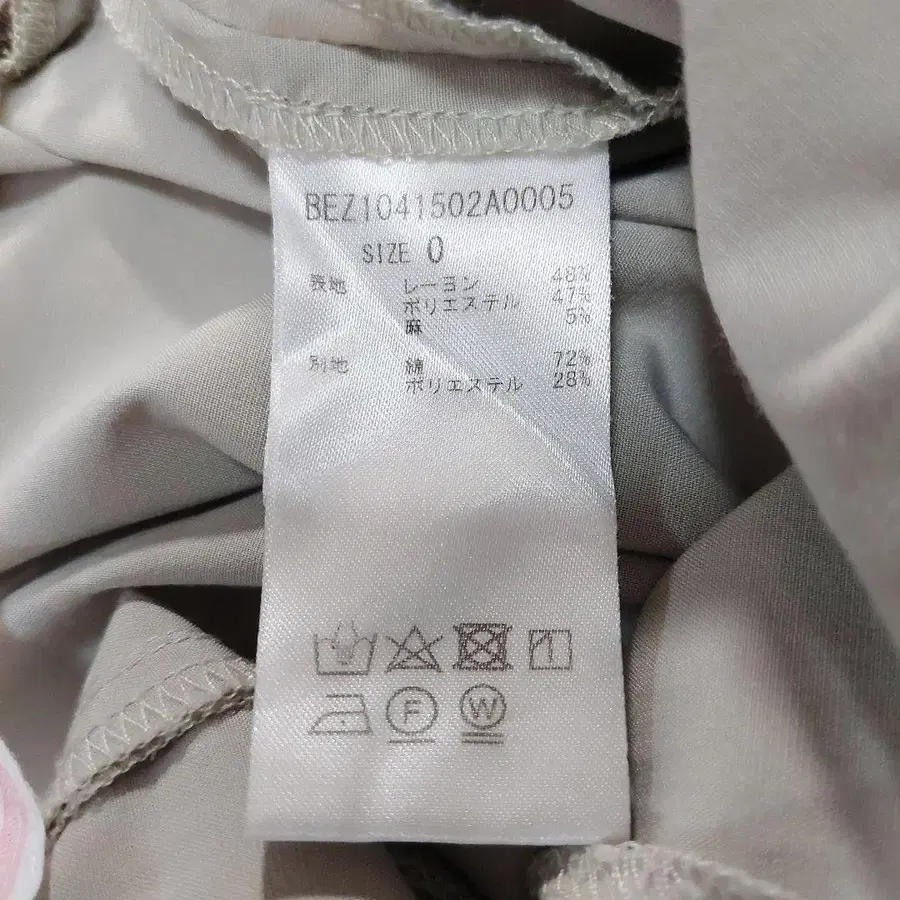 BEZ1041502A0005
SIZE 0
表地 レーヨン 48%
ポリエステル 47%
麻 5%
別地 綿 72%
ポリエステル 28%
F W